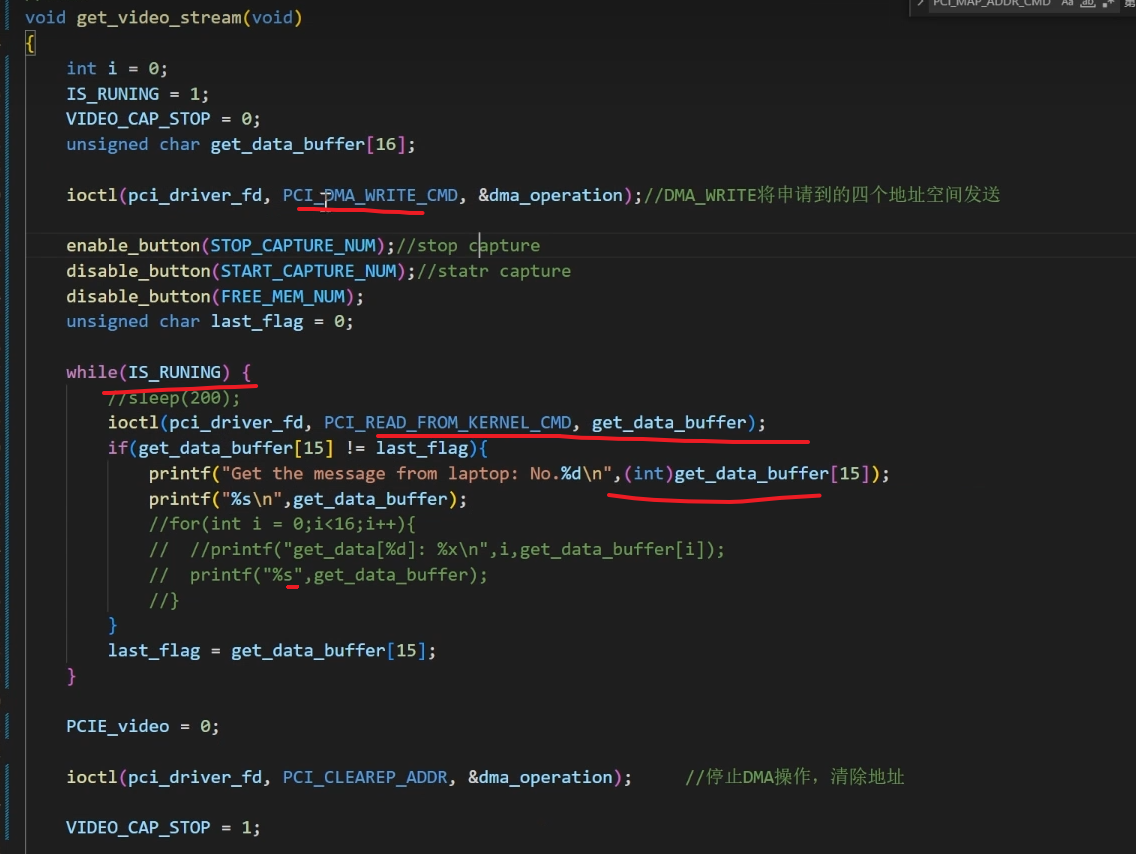 PCI_MAP_ADDR_CMD Aa ab
void get_video_stream(void)
{
int i = 0;
IS_RUNING = 1;
VIDEO_CAP_STOP = 0;
unsigned char get_data_buffer[16];
ioctl(pci_driver_fd, PCI_DMA_WRITE_CMD, &dma_operation);//DMA_WRITE将申请到的四个地址空间发送
enable_button(STOP_CAPTURE_NUM);//stop capture
disable_button(START_CAPTURE_NUM);//statr capture
disable_button(FREE_MEM_NUM);
unsigned char last_flag = 0;
while(IS_RUNING) {
//sleep(200);
ioctl(pci_driver_fd, PCI_READ_FROM_KERNEL_CMD, get_data_buffer);
if(get_data_buffer[15] != last_flag){
printf("Get the message from laptop: No.%d\n",(int)get_data_buffer[15]);
printf("%s\n",get_data_buffer);
//for(int i = 0;i<16;i++){
//  //printf("get_data[%d]: %x\n",i,get_data_buffer[i]);
//  printf("%s",get_data_buffer);
//}
}
last_flag = get_data_buffer[15];
}
PCIE_video = 0;
ioctl(pci_driver_fd, PCI_CLEAREP_ADDR, &dma_operation);     //停止DMA操作，清除地址
VIDEO_CAP_STOP = 1;